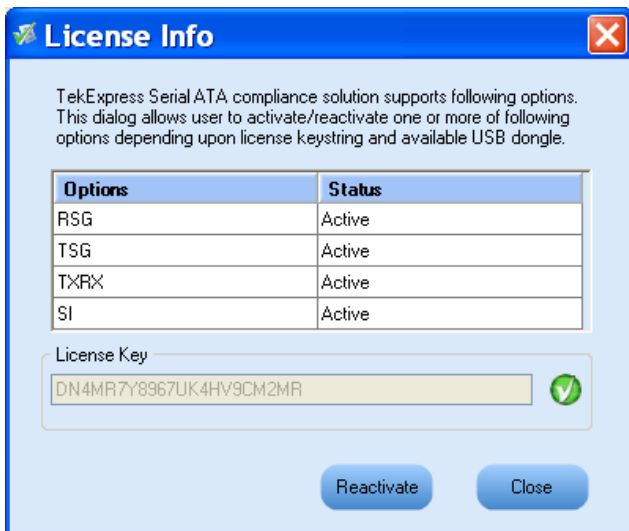 License Info
TekExpress Serial ATA compliance solution supports following options.
This dialog allows user to activate/reactivate one or more of following
options depending upon license keystring and available USB dongle.
Options Status
RSG Active
TSG Active
TXRX Active
SI Active
License Key
DN4MR7Y8967UK4HV9CM2MR
Reactivate Close